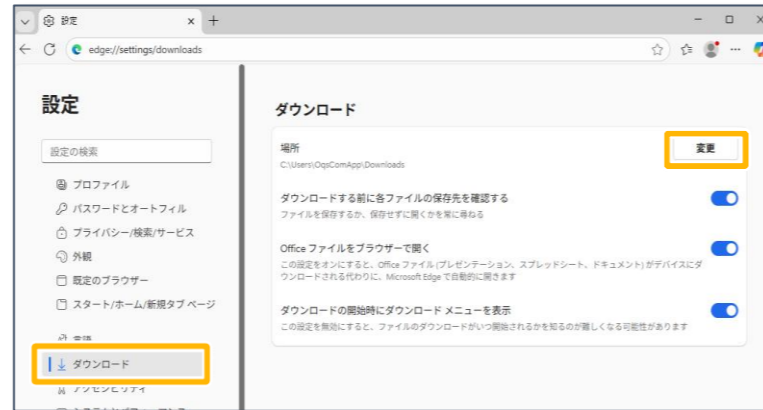 設定
edge://settings/downloads
設定
設定の検索
プロファイル
パスワードとオートフィル
プライバシー/検索/サービス
外観
既定のブラウザー
スタート/ホーム/新規タブ ページ
言語
ダウンロード
アクセシビリティ
ダウンロード
場所
C:\Users\OqsComApp\Downloads
変更
ダウンロードする前に各ファイルの保存先を確認する
ファイルを保存するか、保存せずに開くかを常に尋ねる
Office ファイルをブラウザーで開く
この設定をオンにすると、Office ファイル (プレゼンテーション、スプレッドシート、ドキュメント) がデバイスにダ
ウンロードされる代わりに、Microsoft Edge で自動的に開きます
ダウンロードの開始時にダウンロード メニューを表示
この設定を無効にすると、ファイルのダウンロードがいつ開始されるかを知るのが難しくなる可能性があります